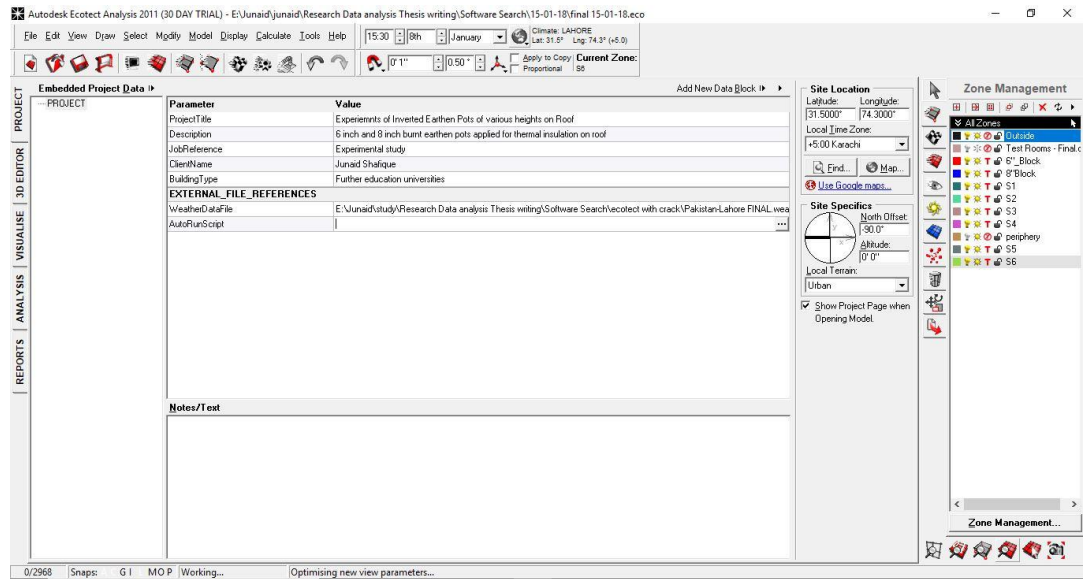 Autodesk Ecotect Analysis 2011 (30 DAY TRIAL) - E:\Junaid\junaid\Research Data analysis Thesis writing\Software Search\15-01-18\final 15-01-18.eco
File Edit View Draw Select Modify Model Display Calculate Tools Help
15:30 8th January Climate: LAHORE
Lat: 31.5° Lng: 74.3° (+5.0)
0' 1" 0.50 ° Apply to Copy Current Zone:
Proportional S6
PROJECT
3D EDITOR
VISUALISE
ANALYSIS
REPORTS
Embedded Project Data
PROJECT
Add New Data Block
Parameter Value
ProjectTitle Experiemnts of Inverted Earthen Pots of various heights on Roof
Description 6 inch and 8 inch burnt earthen pots applied for thermal insulation on roof
JobReference Experimental study
ClientName Junaid Shafique
BuildingType Further education universities
EXTERNAL_FILE_REFERENCES
WeatherDataFile E:\Junaid\study\Research Data analysis Thesis writing\Software Search\ecotect with crack\Pakistan-Lahore FINAL.wea
AutoRunScript ...
Notes/Text
Site Location
Latitude: Longitude:
31.5000° 74.3000°
Local Time Zone:
+5:00 Karachi
Find... Map...
Use Google maps...
Site Specifics
North Offset:
-90.0°
Altitude:
0' 0"
Local Terrain:
Urban
Show Project Page when
Opening Model.
Zone Management
All Zones
Outside
Test Rooms - Final.c
T 6"_Block
T 8"Block
T S1
T S2
T S3
T S4
periphery
T S5
T S6
Zone Management...
0/2968 Snaps: G I M O P Working... Optimising new view parameters...